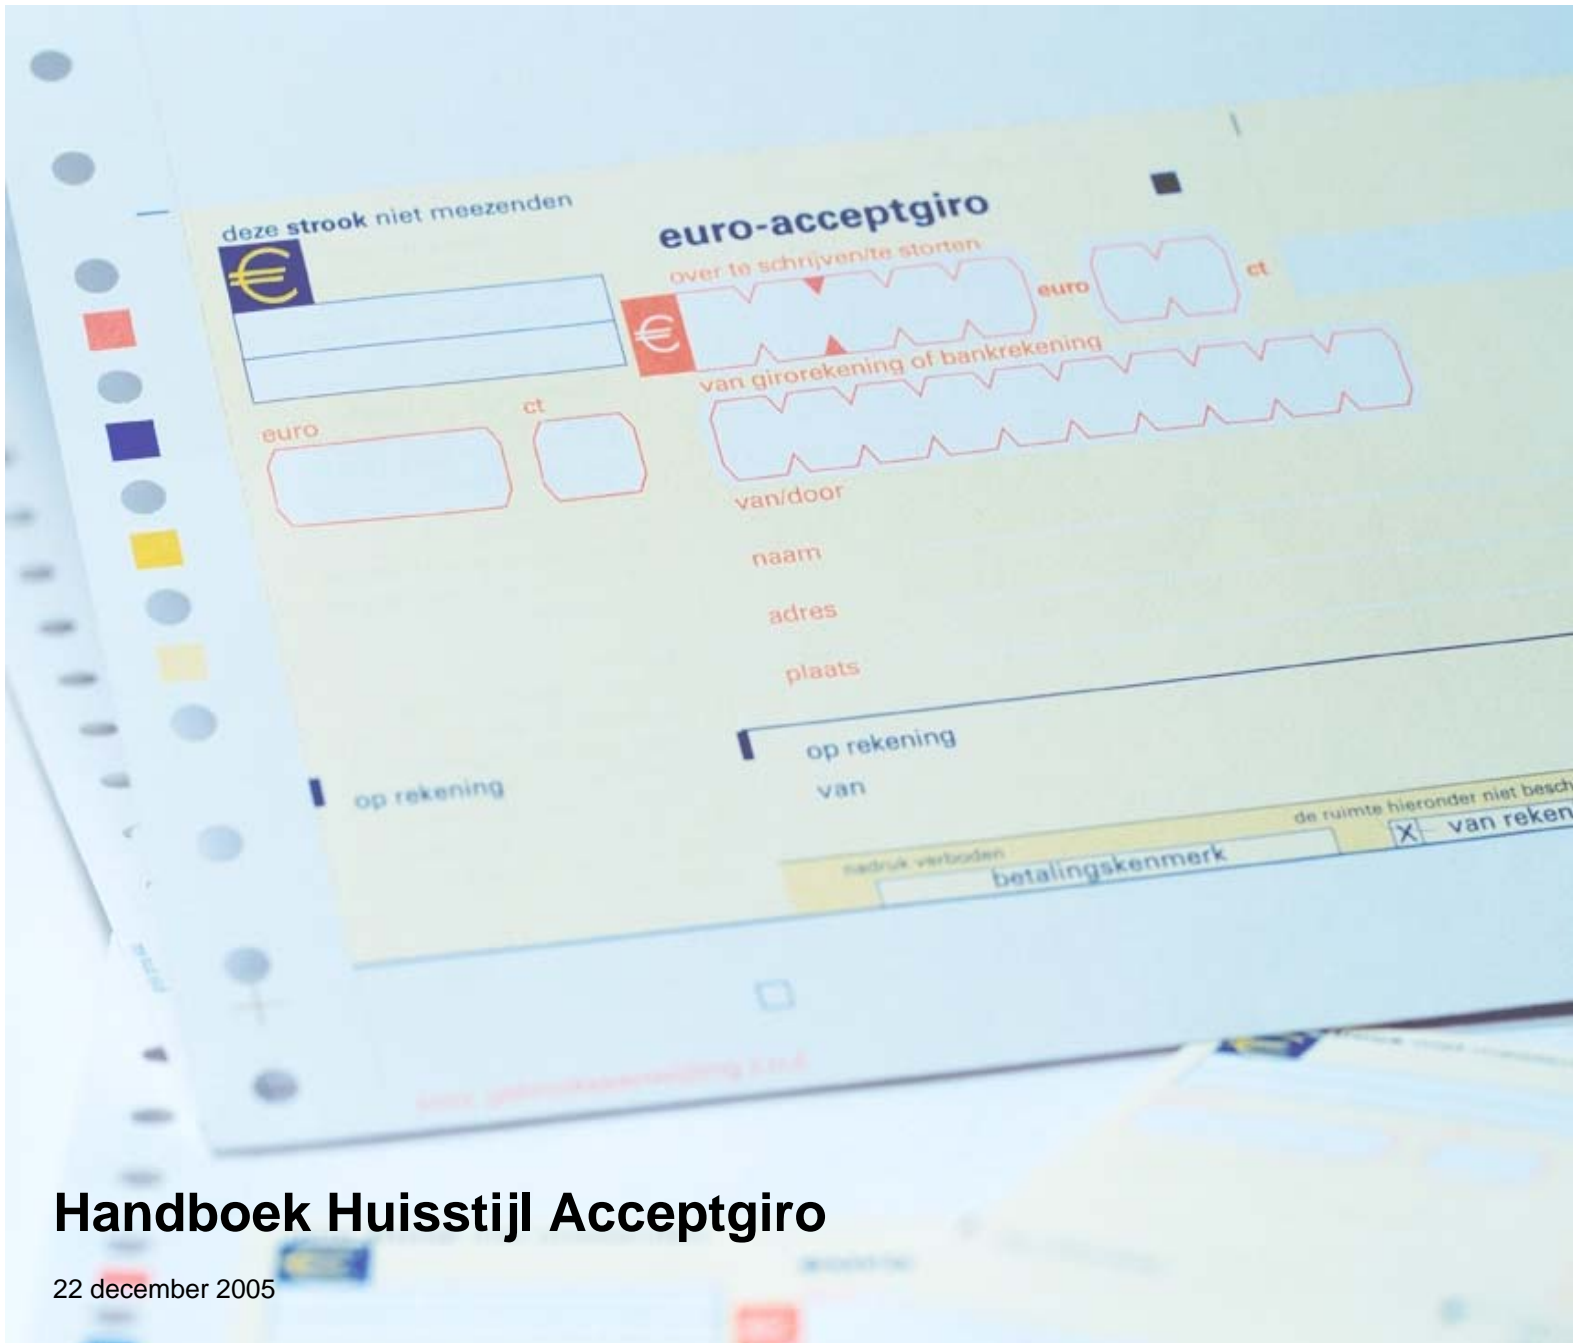 deze strook niet meezenden
€
euro-acceptgiro
over te schrijven/te storten
€
euro
ct
van girorekening of bankrekening
euro
ct
van/door
naam
adres
plaats
op rekening
van
op rekening
de ruimte hieronder niet besch
nadruk verboden
betalingskenmerk
X van reken
Handboek Huisstijl Acceptgiro
22 december 2005